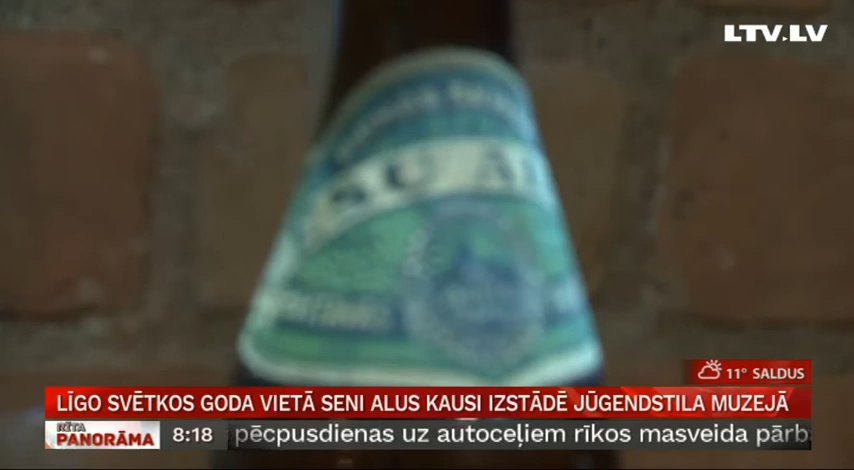 LTV.LV
11° SALDUS
LĪGO SVĒTKOS GODA VIETĀ SENI ALUS KAUSI IZSTĀDĒ JŪGENDSTILA MUZEJĀ
RĪTA
PANORĀMA
8:18 pēcpusdienas uz autoceļiem rīkos masveida pārb